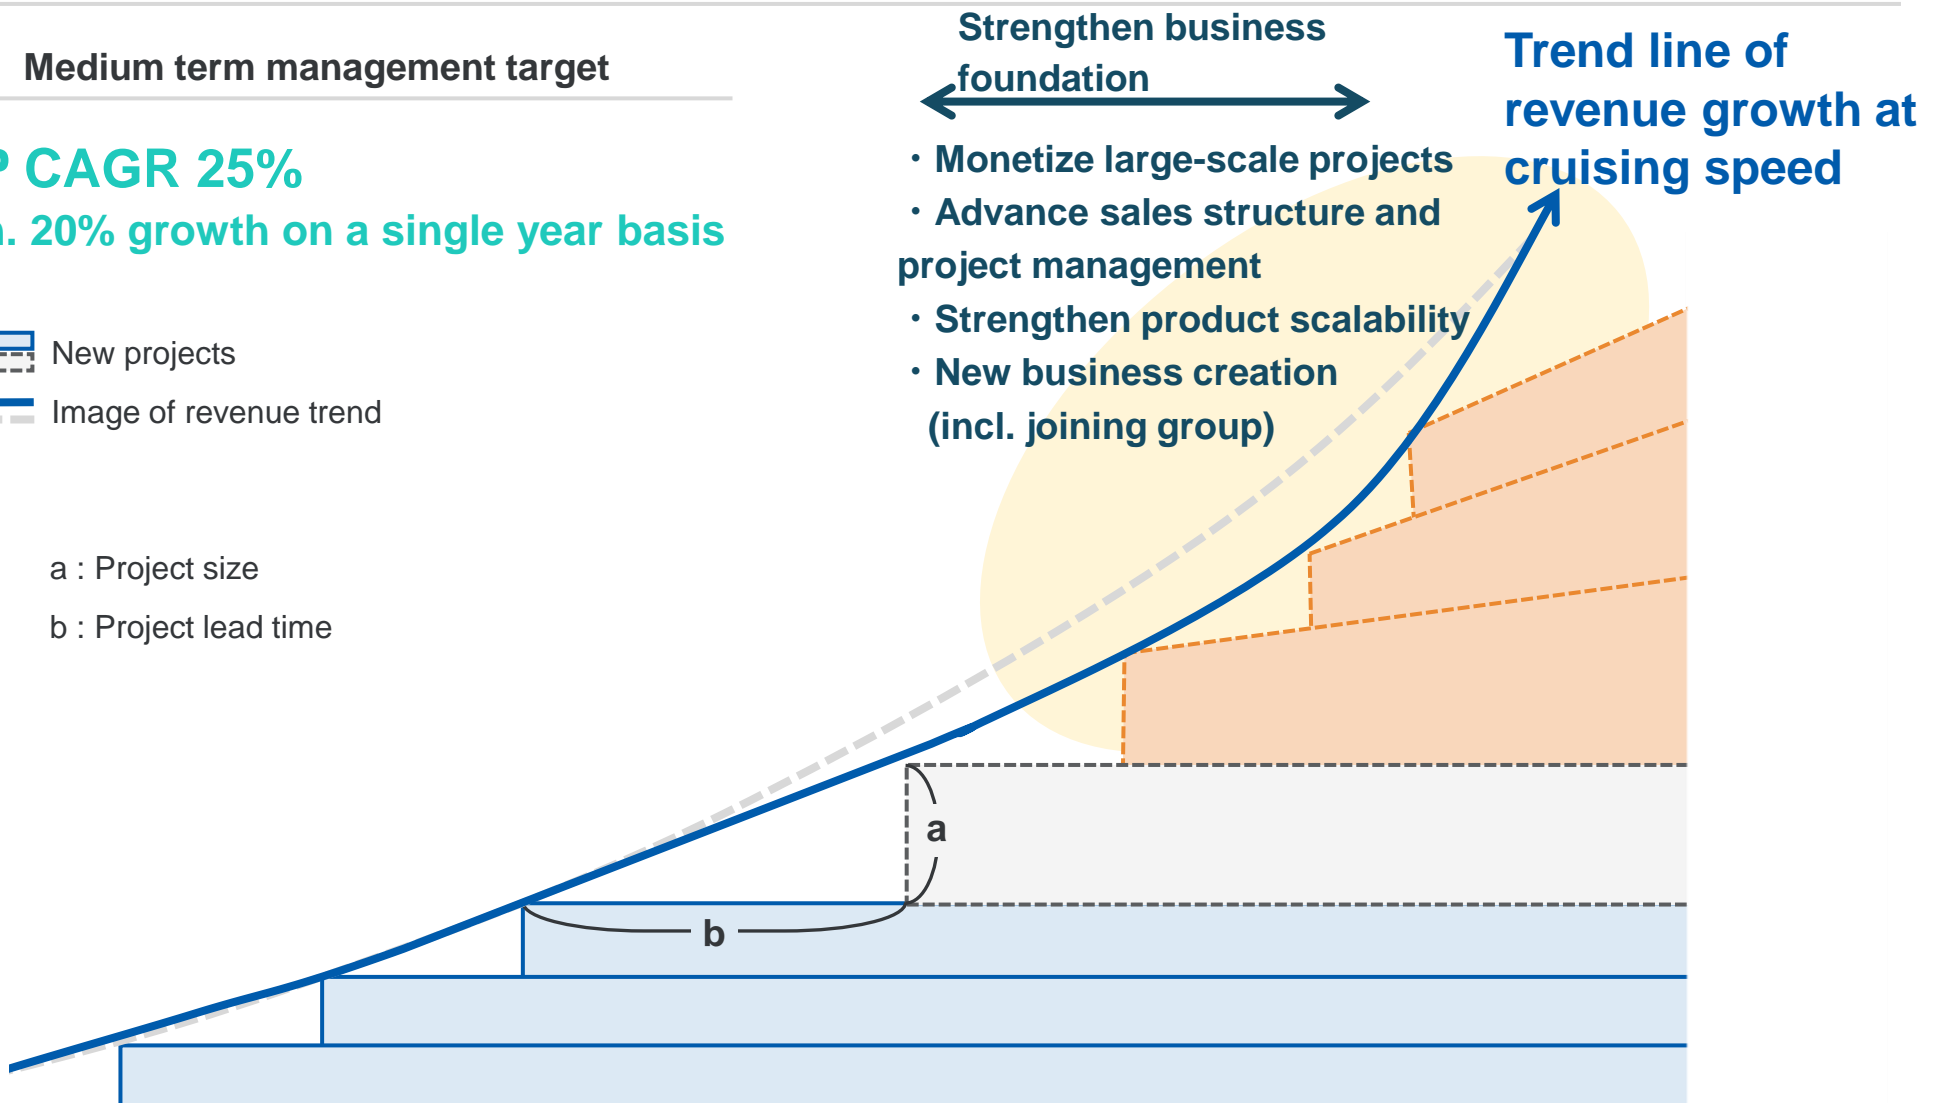 Medium term management target
CAGR 25%
20% growth on a single year basis
New projects
Image of revenue trend
a : Project size
b : Project lead time
Strengthen business
foundation
・Monetize large-scale projects
・Advance sales structure and
project management
・Strengthen product scalability
・New business creation
(incl. joining group)
Trend line of
revenue growth at
cruising speed
a
b